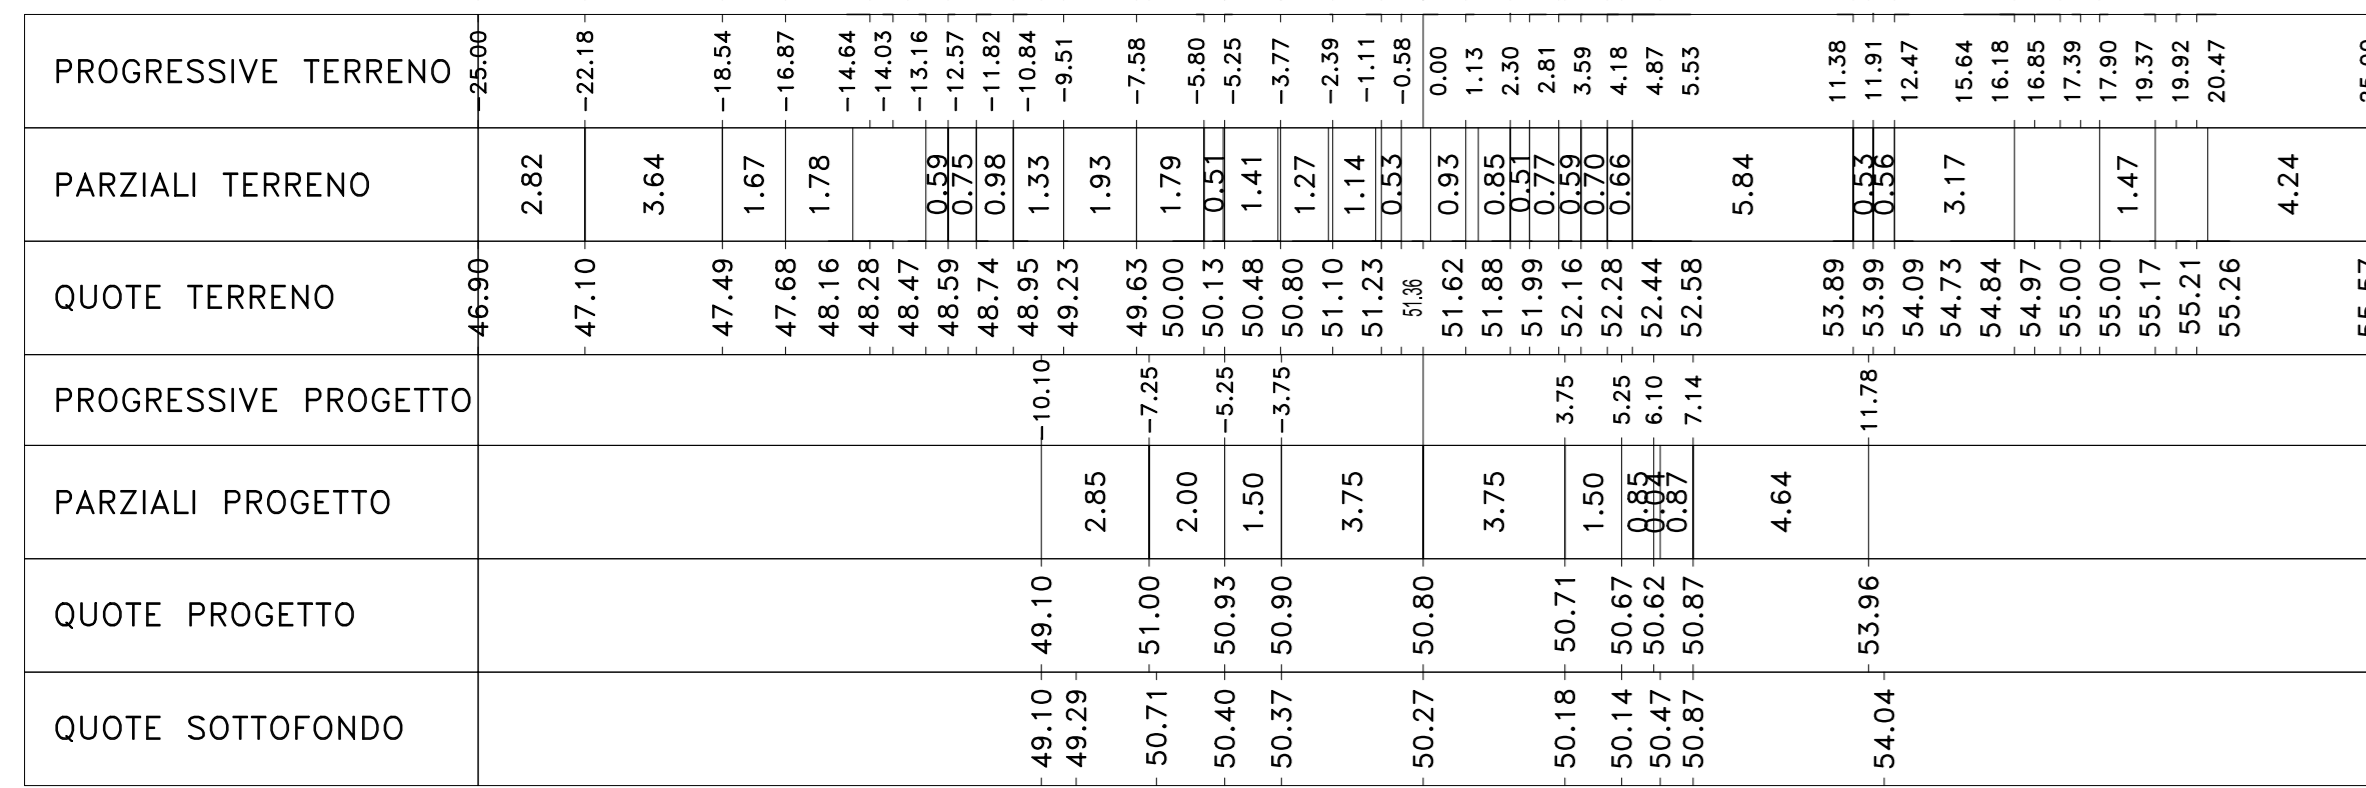 PROGRESSIVE TERRENO -25.00 -22.18 -18.54 -16.87 -14.64 -14.03 -13.16 -12.57 -11.82 -10.84 -9.51 -7.58 -5.80 -5.25 -3.77 -2.39 -1.11 -0.58 0.00 1.13 2.30 2.81 3.59 4.18 4.87 5.53 11.38 11.91 12.47 15.64 16.18 16.85 17.39 17.90 19.37 19.92 20.47
PARZIALI TERRENO 2.82 3.64 1.67 1.78 0.59 0.75 0.98 1.33 1.93 1.79 0.51 1.41 1.27 1.14 0.53 0.93 0.85 0.51 0.77 0.59 0.70 0.66 5.84 0.53 0.56 3.17 1.47 4.24
QUOTE TERRENO 46.90 47.10 47.49 47.68 48.16 48.28 48.47 48.59 48.74 48.95 49.23 49.63 50.00 50.13 50.48 50.80 51.10 51.23 51.36 51.62 51.88 51.99 52.16 52.28 52.44 52.58 53.89 53.99 54.09 54.73 54.84 54.97 55.00 55.00 55.17 55.21 55.26
PROGRESSIVE PROGETTO -10.10 -7.25 -5.25 -3.75 3.75 5.25 6.10 7.14 11.78
PARZIALI PROGETTO 2.85 2.00 1.50 3.75 3.75 1.50 0.85 0.04 0.87 4.64
QUOTE PROGETTO 49.10 51.00 50.93 50.90 50.80 50.71 50.67 50.62 50.87 53.96
QUOTE SOTTOFONDO 49.10 49.29 50.71 50.40 50.37 50.27 50.18 50.14 50.47 50.87 54.04